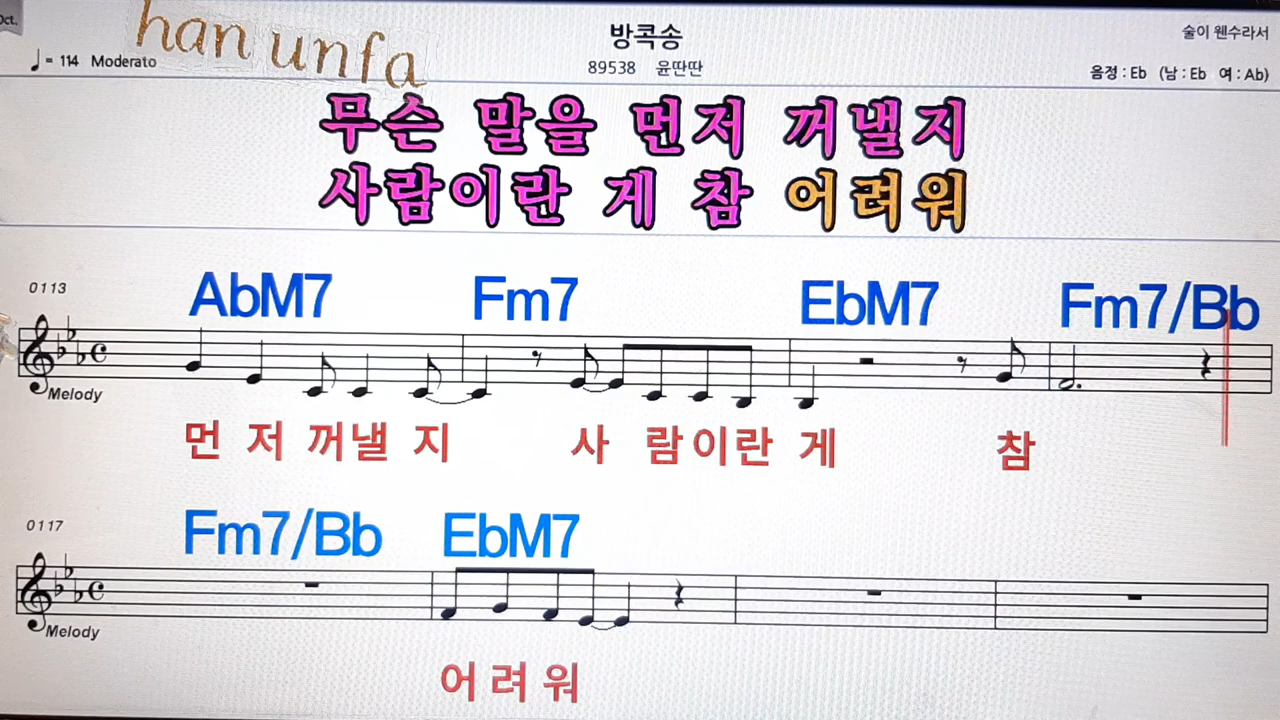 Oct.
han unfa
방콕송
술이 웬수라서
♩= 114 Moderato
89538 윤딴딴
음정 : Eb (남 : Eb 여 : Ab)
무슨 말을 먼저 꺼낼지
사람이란 게 참 어려워
0113
AbM7 Fm7 EbM7 Fm7/Bb
Melody
먼 저 꺼낼 지 사 람이란 게 참
0117
Fm7/Bb EbM7
Melody
어 려 워